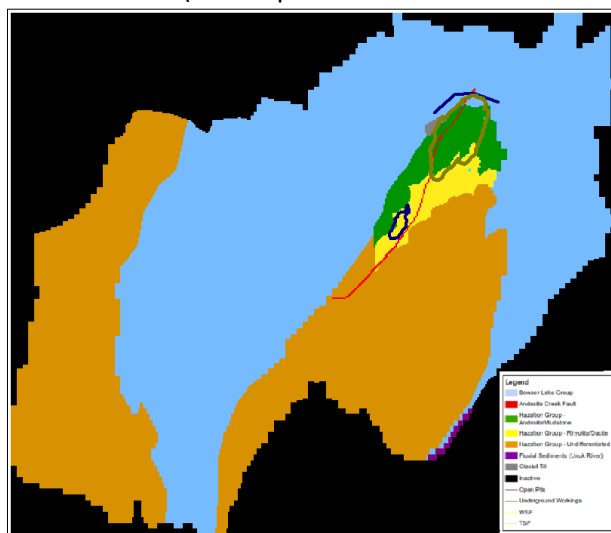 Legend
Bowser Lake Group
Andesite Creek Fault
Hazelton Group -
Andesite/Mudstone
Hazelton Group - Rhyolite/Dacite
Hazelton Group - Undifferentiated
Fluvial Sediments (Unuk River)
Glacial Till
Inactive
Open Pits
Underground Workings
WSF
TSF